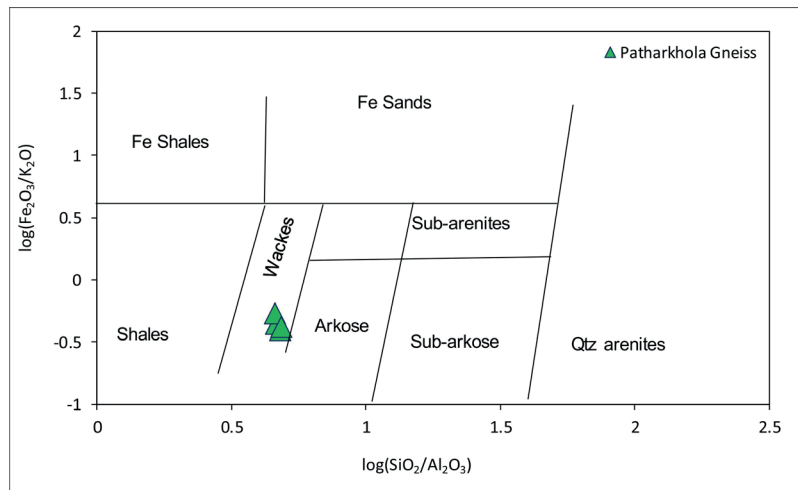 2
1.5
1
0.5
0
-0.5
-1
log(Fe₂O₃/K₂O)
Patharkhola Gneiss
Fe Sands
Fe Shales
Wackes
Sub-arenites
Shales
Arkose
Sub-arkose
Qtz arenites
0
0.5
1
1.5
2
2.5
log(SiO₂/Al₂O₃)